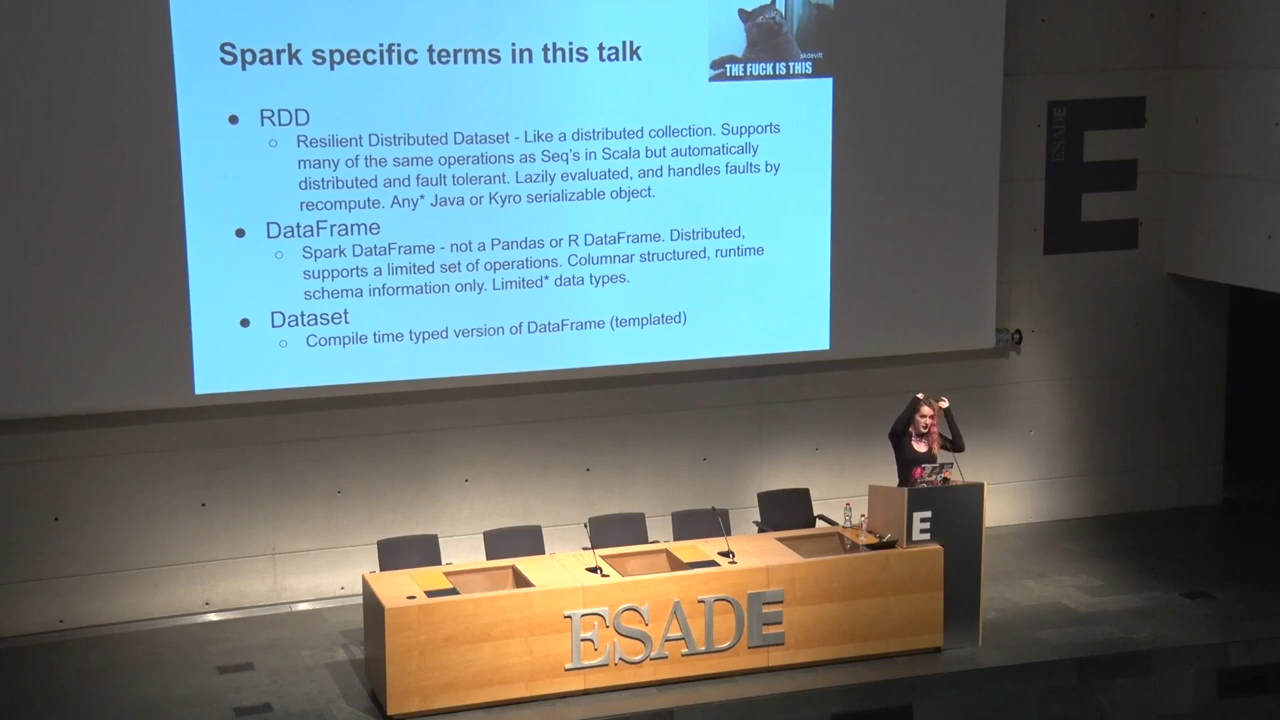 Spark specific terms in this talk
skdevitt
THE FUCK IS THIS
● RDD
○ Resilient Distributed Dataset - Like a distributed collection. Supports
many of the same operations as Seq's in Scala but automatically
distributed and fault tolerant. Lazily evaluated, and handles faults by
recompute. Any* Java or Kyro serializable object.
● DataFrame
○ Spark DataFrame - not a Pandas or R DataFrame. Distributed,
supports a limited set of operations. Columnar structured, runtime
schema information only. Limited* data types.
● Dataset
○ Compile time typed version of DataFrame (templated)
ESADE
E
ESADE